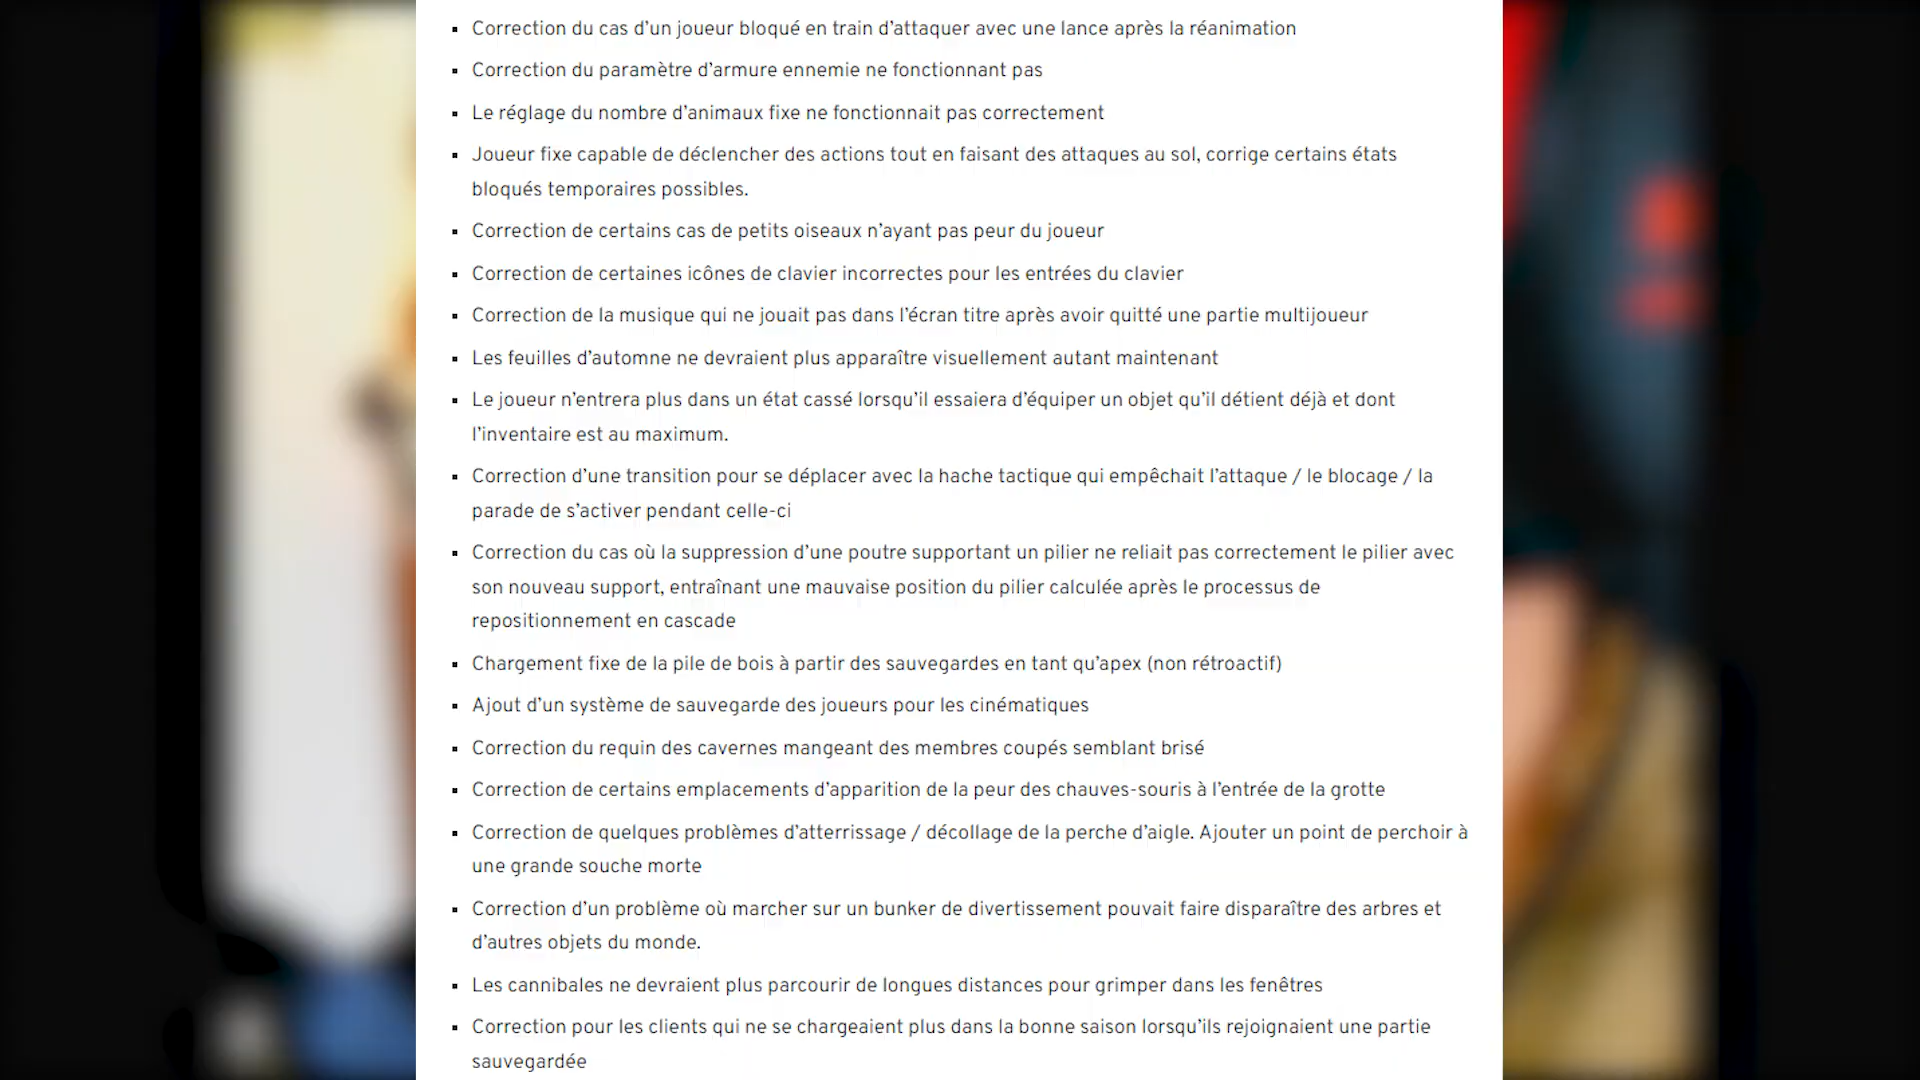 ▪ Correction du cas d’un joueur bloqué en train d’attaquer avec une lance après la réanimation
▪ Correction du paramètre d’armure ennemie ne fonctionnant pas
▪ Le réglage du nombre d’animaux fixe ne fonctionnait pas correctement
▪ Joueur fixe capable de déclencher des actions tout en faisant des attaques au sol, corrige certains états
bloqués temporaires possibles.
▪ Correction de certains cas de petits oiseaux n’ayant pas peur du joueur
▪ Correction de certaines icônes de clavier incorrectes pour les entrées du clavier
▪ Correction de la musique qui ne jouait pas dans l’écran titre après avoir quitté une partie multijoueur
▪ Les feuilles d’automne ne devraient plus apparaître visuellement autant maintenant
▪ Le joueur n’entrera plus dans un état cassé lorsqu’il essaiera d’équiper un objet qu’il détient déjà et dont
l’inventaire est au maximum.
▪ Correction d’une transition pour se déplacer avec la hache tactique qui empêchait l’attaque / le blocage / la
parade de s’activer pendant celle-ci
▪ Correction du cas où la suppression d’une poutre supportant un pilier ne reliait pas correctement le pilier avec
son nouveau support, entraînant une mauvaise position du pilier calculée après le processus de
repositionnement en cascade
▪ Chargement fixe de la pile de bois à partir des sauvegardes en tant qu’apex (non rétroactif)
▪ Ajout d’un système de sauvegarde des joueurs pour les cinématiques
▪ Correction du requin des cavernes mangeant des membres coupés semblant brisé
▪ Correction de certains emplacements d’apparition de la peur des chauves-souris à l’entrée de la grotte
▪ Correction de quelques problèmes d’atterrissage / décollage de la perche d’aigle. Ajouter un point de perchoir à
une grande souche morte
▪ Correction d’un problème où marcher sur un bunker de divertissement pouvait faire disparaître des arbres et
d’autres objets du monde.
▪ Les cannibales ne devraient plus parcourir de longues distances pour grimper dans les fenêtres
▪ Correction pour les clients qui ne se chargeaient plus dans la bonne saison lorsqu’ils rejoignaient une partie
sauvegardée